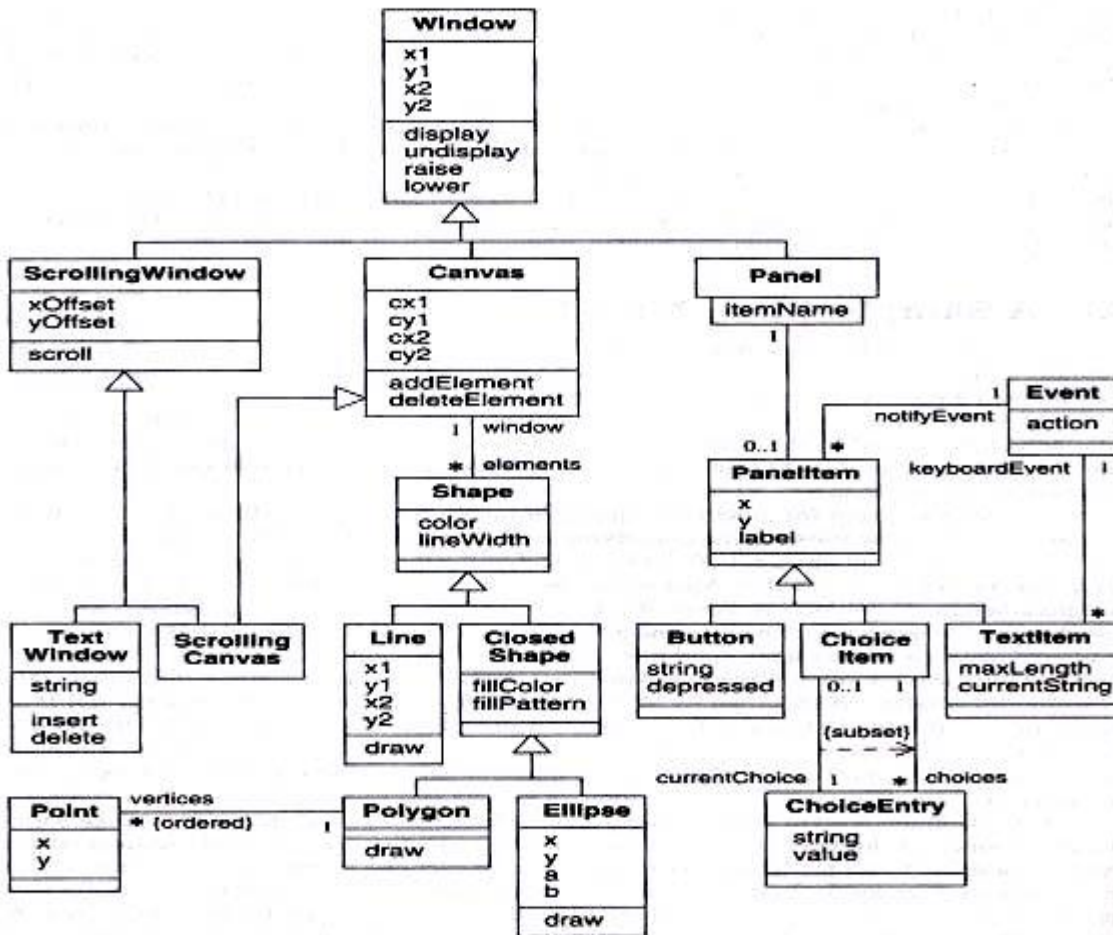 Window
x1
y1
x2
y2
display
undisplay
raise
lower
ScrollingWindow
xOffset
yOffset
scroll
Canvas
cx1
cy1
cx2
cy2
addElement
deleteElement
Panel
itemName
1
1 window
* elements
0..1
*
notifyEvent
1
Event
action
keyboardEvent 1
Shape
color
lineWidth
PanelItem
x
y
label
Text
Window
string
insert
delete
Scrolling
Canvas
Line
x1
y1
x2
y2
draw
Closed
Shape
fillColor
fillPattern
Button
string
depressed
Choice
Item
0..1 1
{subset}
currentChoice 1
* choices
*
TextItem
maxLength
currentString
Point
x
y
vertices
* {ordered} 1
Polygon
draw
Ellipse
x
y
a
b
draw
ChoiceEntry
string
value